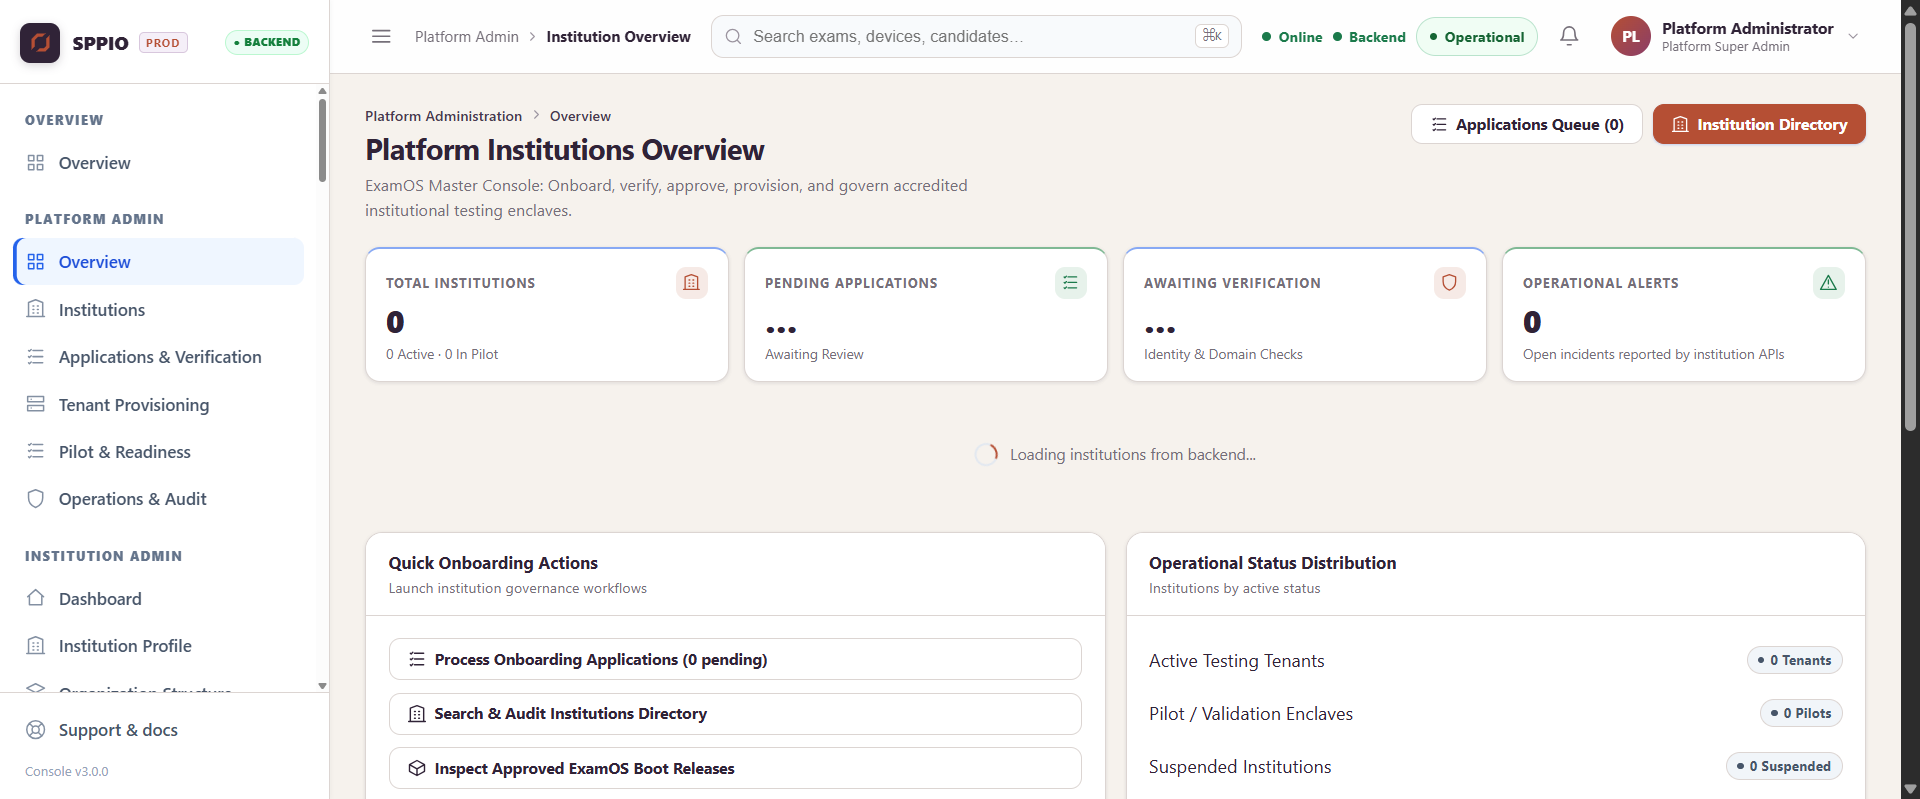 SPPIO PROD • BACKEND
OVERVIEW
Overview
PLATFORM ADMIN
Overview
Institutions
Applications & Verification
Tenant Provisioning
Pilot & Readiness
Operations & Audit
INSTITUTION ADMIN
Dashboard
Institution Profile
Organization Structure
Support & docs
Console v3.0.0
Platform Admin > Institution Overview
Search exams, devices, candidates… ⌘K
Online Backend Operational
PL
Platform Administrator
Platform Super Admin
Platform Administration > Overview
Platform Institutions Overview
ExamOS Master Console: Onboard, verify, approve, provision, and govern accredited
institutional testing enclaves.
Applications Queue (0)
Institution Directory
TOTAL INSTITUTIONS
0
0 Active · 0 In Pilot
PENDING APPLICATIONS
...
Awaiting Review
AWAITING VERIFICATION
...
Identity & Domain Checks
OPERATIONAL ALERTS
0
Open incidents reported by institution APIs
Loading institutions from backend...
Quick Onboarding Actions
Launch institution governance workflows
Process Onboarding Applications (0 pending)
Search & Audit Institutions Directory
Inspect Approved ExamOS Boot Releases
Operational Status Distribution
Institutions by active status
Active Testing Tenants • 0 Tenants
Pilot / Validation Enclaves • 0 Pilots
Suspended Institutions • 0 Suspended